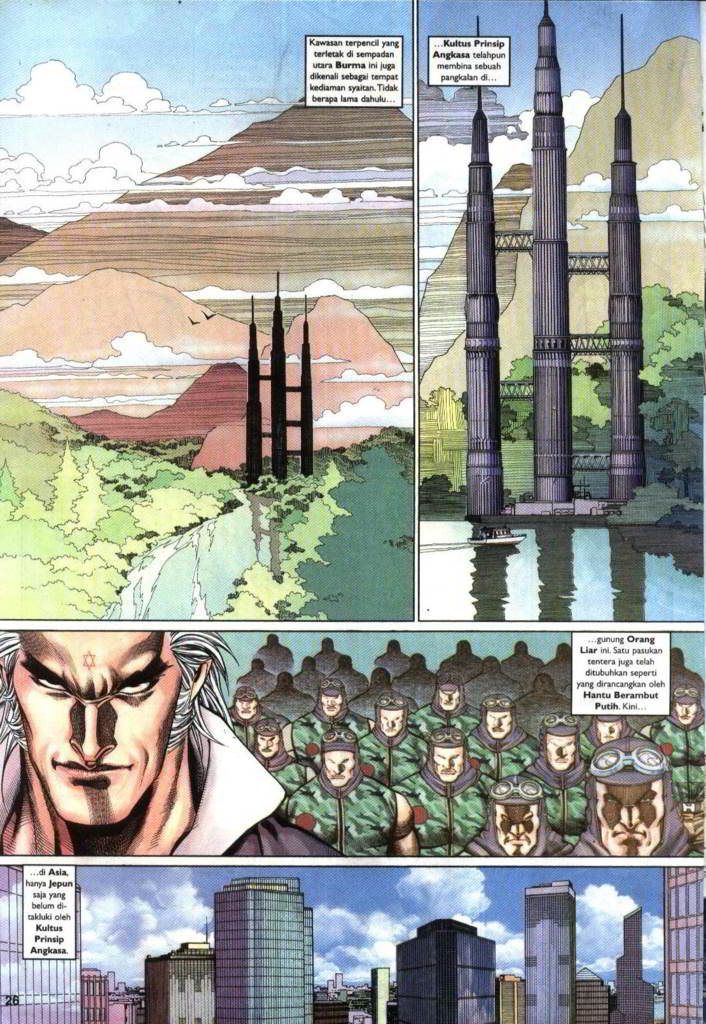 Kawasan terpencil yang
terletak di sempadan
utara Burma ini juga
dikenali sebagai tempat
kediaman syaitan. Tidak
berapa lama dahulu...
...Kultus Prinsip
Angkasa telahpun
membina sebuah
pangkalan di...
...gunung Orang
Liar ini. Satu pasukan
tentera juga telah
ditubuhkan seperti
yang dirancangkan oleh
Hantu Berambut
Putih. Kini...
...di Asia,
hanya Jepun
saja yang
belum di-
takluki oleh
Kultus
Prinsip
Angkasa.
26